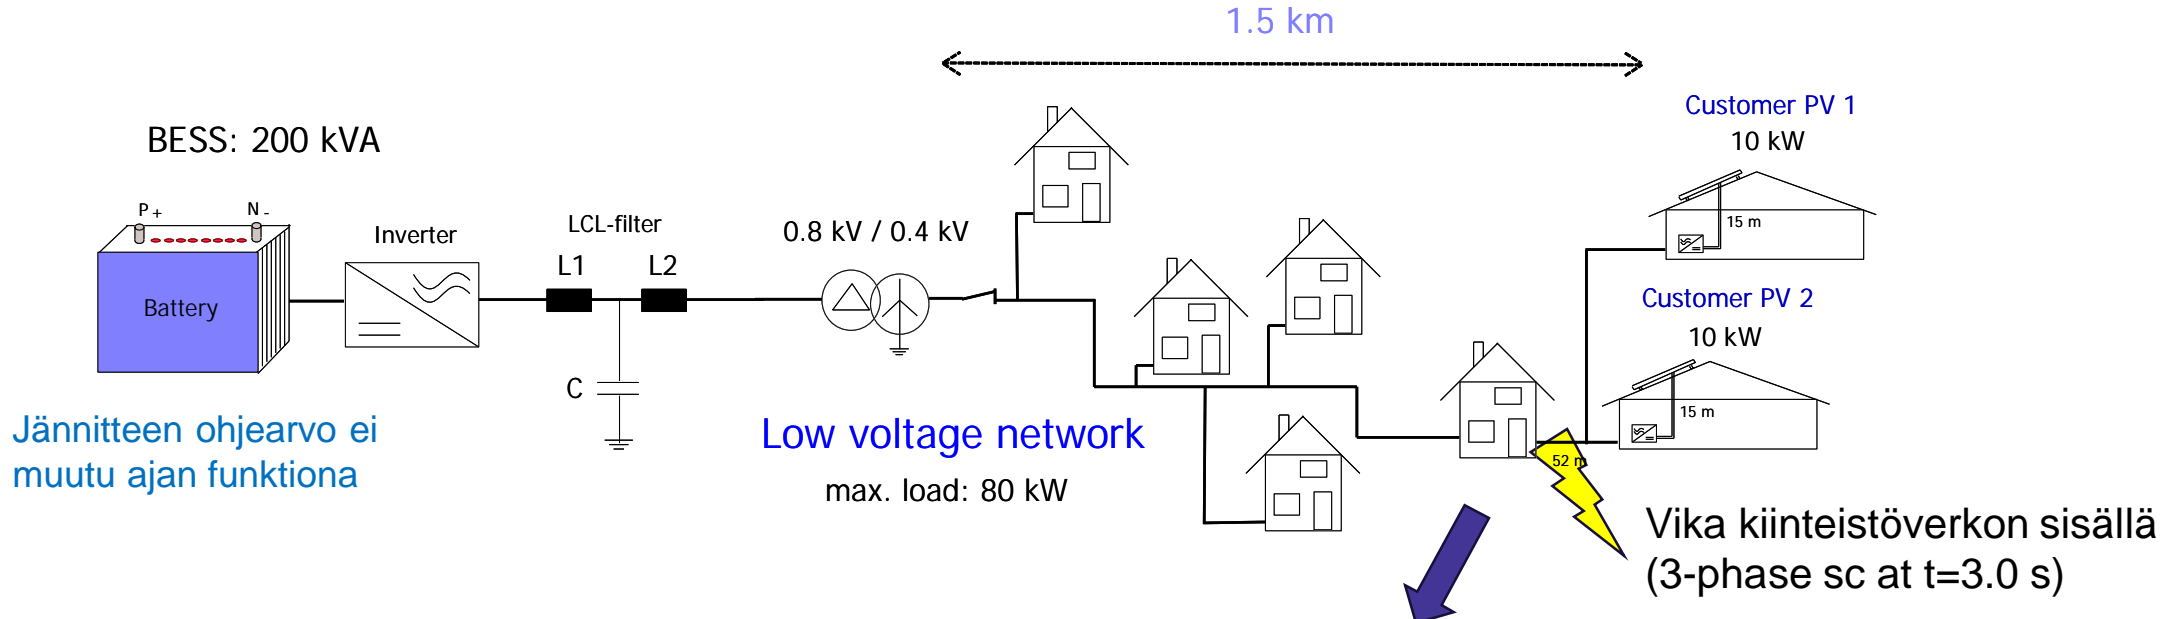 1.5 km
Customer PV 1
10 kW
BESS: 200 kVA
P +
N -
15 m
Inverter
LCL-filter
0.8 kV / 0.4 kV
L1
L2
Battery
Customer PV 2
10 kW
C
15 m
Jännitteen ohjearvo ei
muutu ajan funktiona
Low voltage network
max. load: 80 kW
52 m
Vika kiinteistöverkon sisällä
(3-phase sc at t=3.0 s)